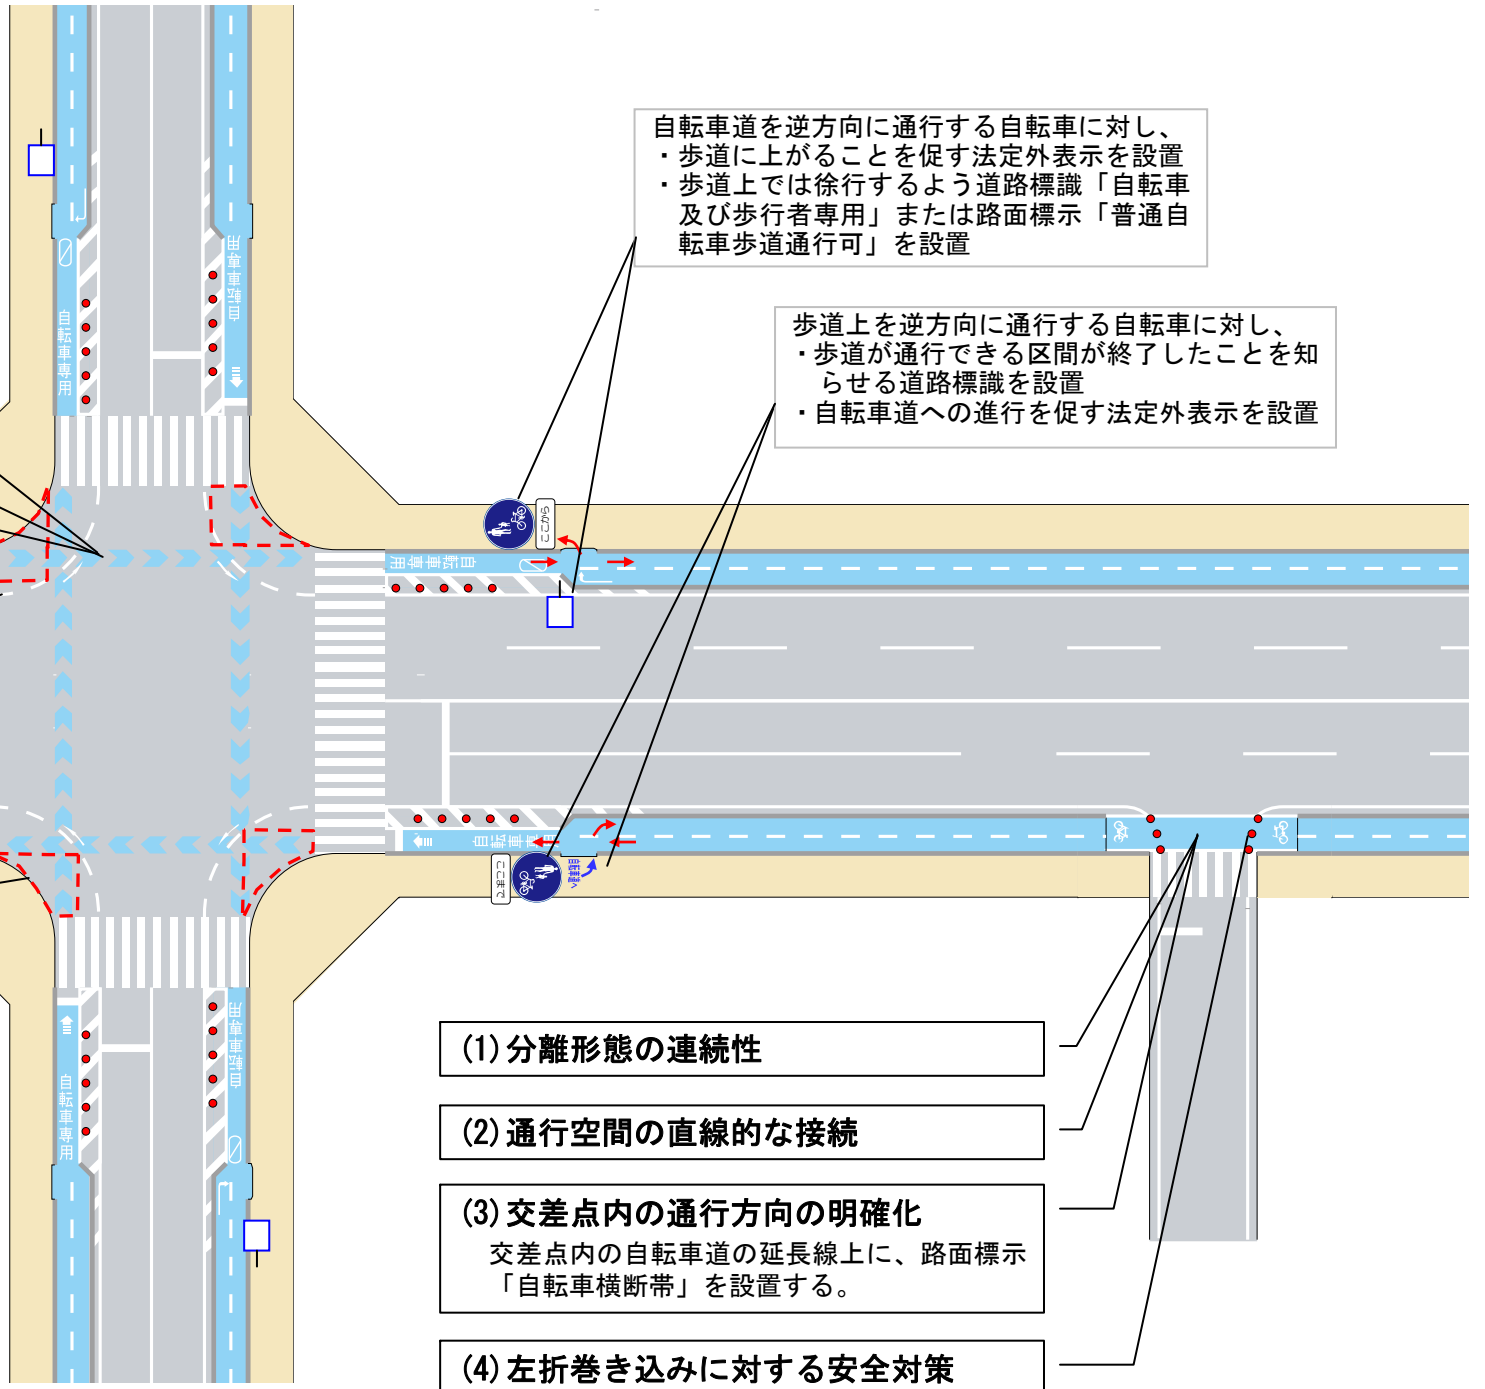 自転車道を逆方向に通行する自転車に対し、
・歩道に上がることを促す法定外表示を設置
・歩道上では徐行するよう道路標識「自転車
及び歩行者専用」または路面標示「普通自
転車歩道通行可」を設置
歩道上を逆方向に通行する自転車に対し、
・歩道が通行できる区間が終了したことを知
らせる道路標識を設置
・自転車道への進行を促す法定外表示を設置
自転車専用
自転車専用
ここから
自転車専用
自転車専用
ここまで
自転車道へ
自転車専用
自転車専用
(1)分離形態の連続性
(2)通行空間の直線的な接続
(3)交差点内の通行方向の明確化
交差点内の自転車道の延長線上に、路面標示
「自転車横断帯」を設置する。
(4)左折巻き込みに対する安全対策